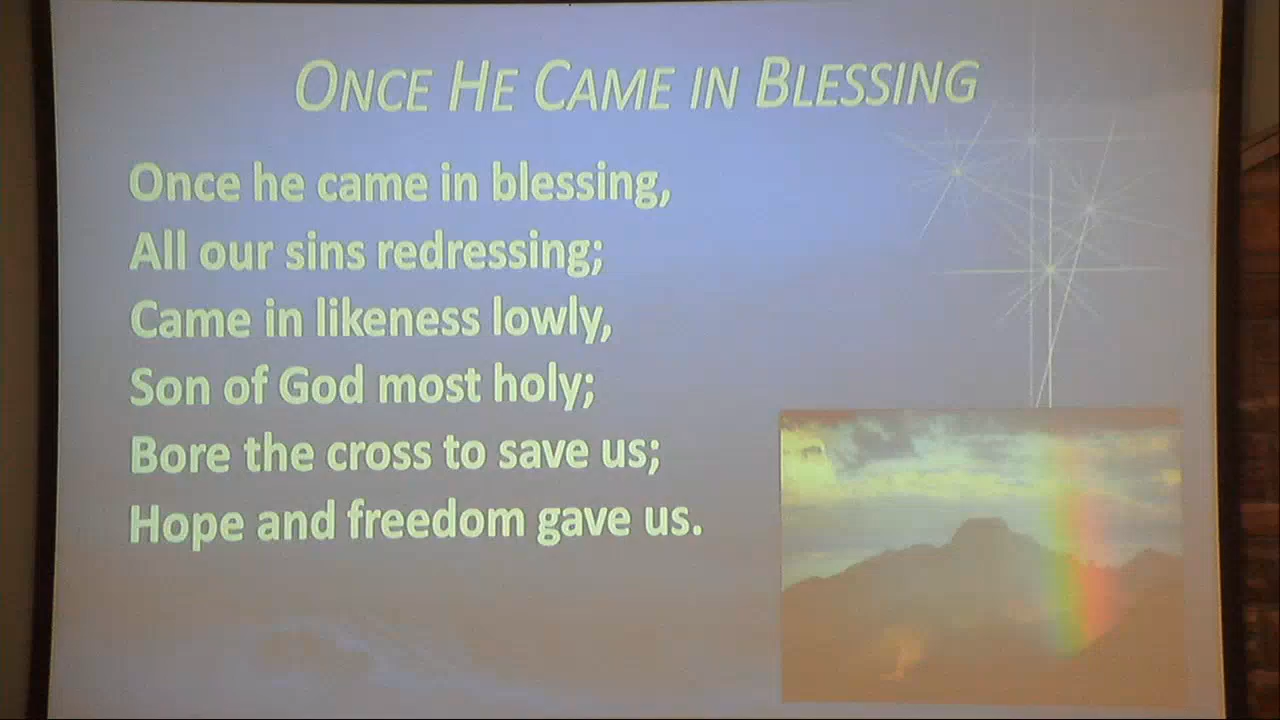 ONCE HE CAME IN BLESSING
Once he came in blessing,
All our sins redressing;
Came in likeness lowly,
Son of God most holy;
Bore the cross to save us;
Hope and freedom gave us.